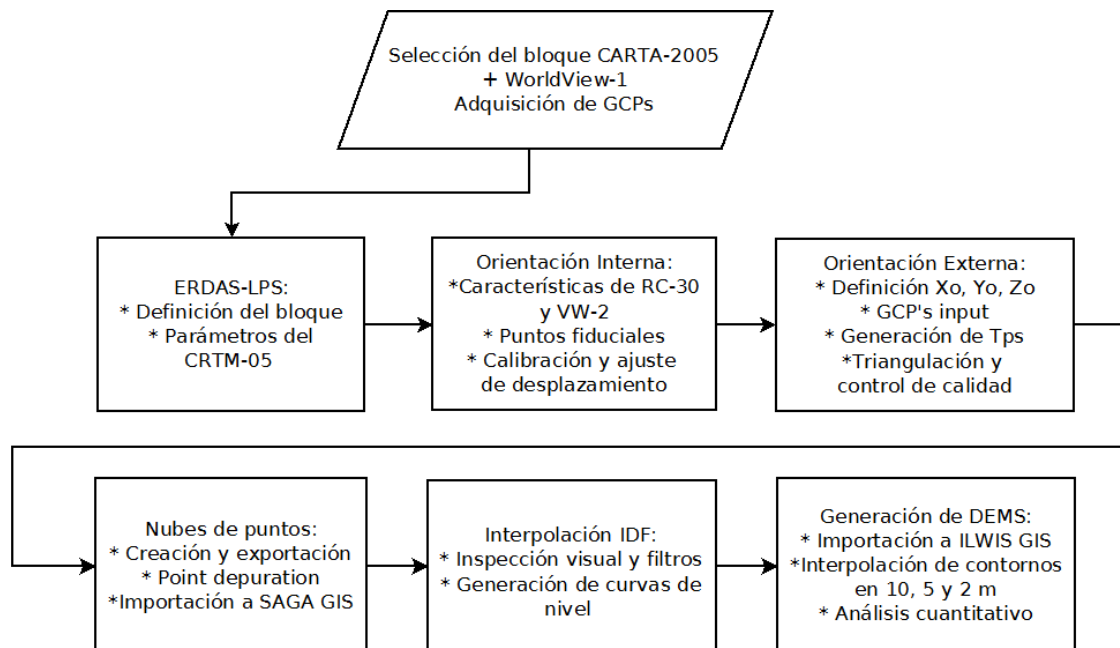 Selección del bloque CARTA-2005
+ WorldView-1
Adquisición de GCPs
ERDAS-LPS:
* Definición del bloque
* Parámetros del
CRTM-05
Orientación Interna:
*Características de RC-30
y VW-2
* Puntos fiduciales
* Calibración y ajuste
de desplazamiento
Orientación Externa:
* Definición Xo, Yo, Zo
* GCP's input
* Generación de Tps
*Triangulación y
control de calidad
Nubes de puntos:
* Creación y exportación
* Point depuration
*Importación a SAGA GIS
Interpolación IDF:
* Inspección visual y filtros
* Generación de curvas de
nivel
Generación de DEMS:
* Importación a ILWIS GIS
*Interpolación de contornos
en 10, 5 y 2 m
* Análisis cuantitativo